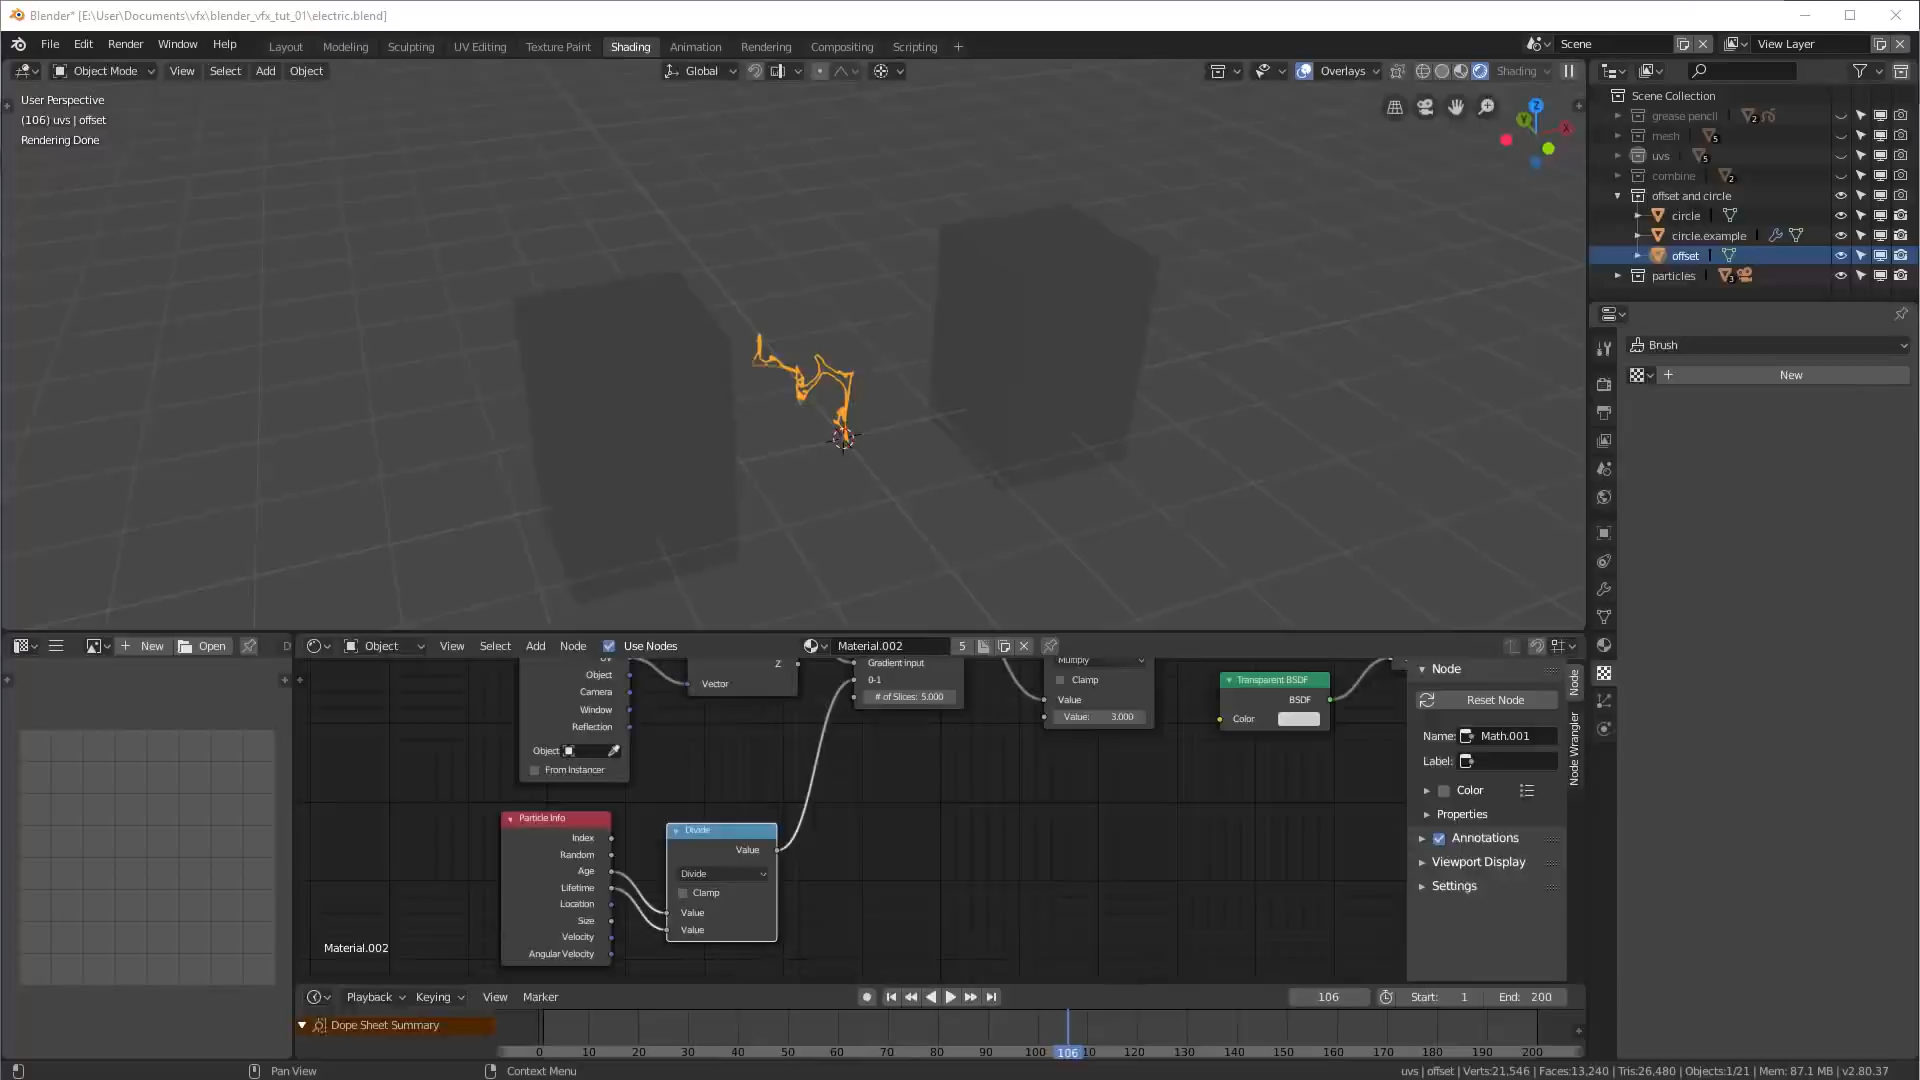 Blender* [E:\User\Documents\vfx\blender_vfx_tut_01\electric.blend]
File Edit Render Window Help
Layout Modeling Sculpting UV Editing Texture Paint Shading Animation Rendering Compositing Scripting +
Scene
View Layer
Object Mode View Select Add Object
Global
Overlays
Shading
User Perspective
(106) uvs | offset
Rendering Done
Z
Y
X
Scene Collection
grease pencil 2
mesh 5
uvs 5
combine 2
offset and circle
circle
circle.example
offset
particles 3
Brush
+ New
+ New Open
D
Object View Select Add Node Use Nodes
Material.002 5
UV
Object
Camera
Window
Reflection
Object
From Instancer
Z
Vector
Gradient input
0-1
# of Slices: 5.000
Multiply
Clamp
Value
Value: 3.000
Transparent BSDF
BSDF
Color
Particle Info
Index
Random
Age
Lifetime
Location
Size
Velocity
Angular Velocity
Divide
Value
Divide
Clamp
Value
Value
Material.002
Node
Reset Node
Name: Math.001
Label:
Color
Properties
Annotations
Viewport Display
Settings
Node
Node Wrangler
Playback Keying View Marker
106
Start: 1
End: 200
Dope Sheet Summary
0 10 20 30 40 50 60 70 80 90 100 106 10 120 130 140 150 160 170 180 190 200
Pan View
Context Menu
uvs | offset | Verts:21,546 | Faces:13,240 | Tris:26,480 | Objects:1/21 | Mem: 87.1 MB | v2.80.37